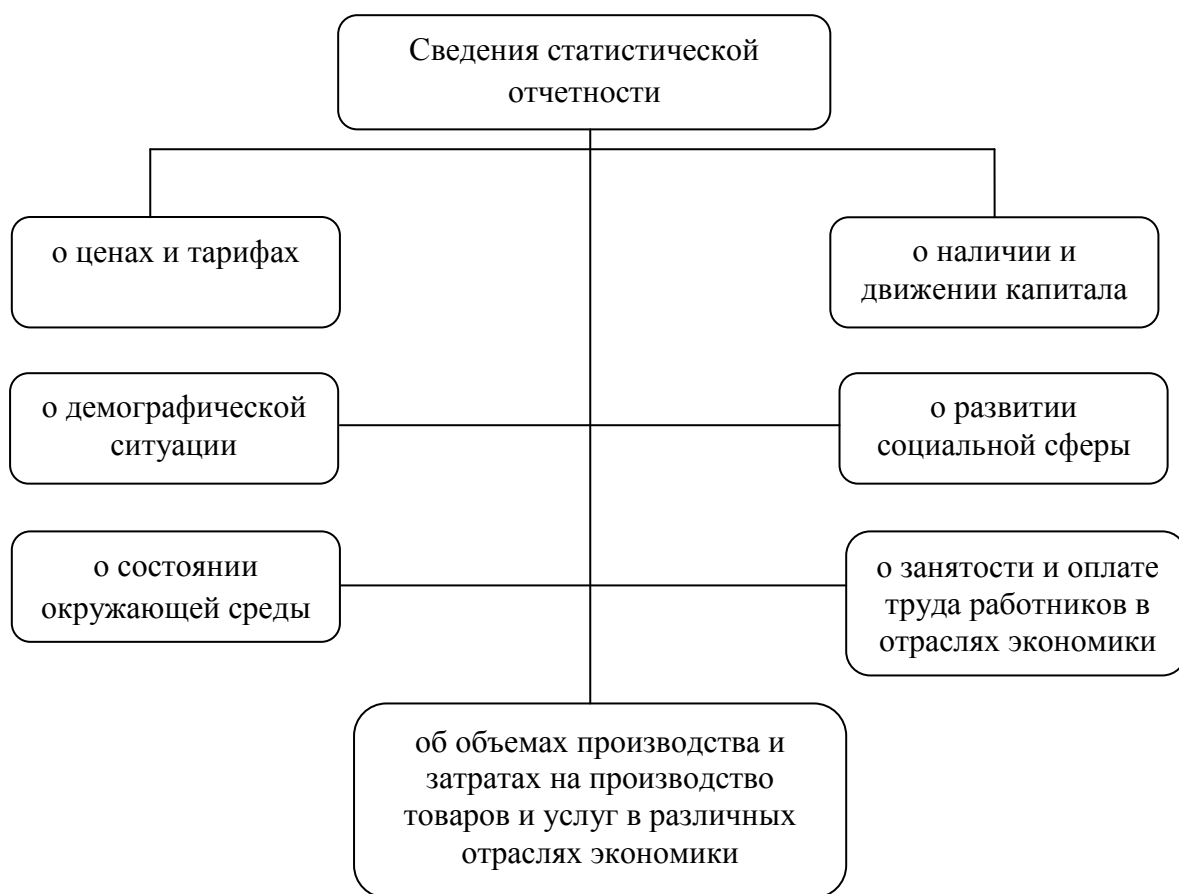 Сведения статистической
отчетности
о ценах и тарифах
о наличии и
движении капитала
о демографической
ситуации
о развитии
социальной сферы
о состоянии
окружающей среды
о занятости и оплате
труда работников в
отраслях экономики
об объемах производства и
затратах на производство
товаров и услуг в различных
отраслях экономики